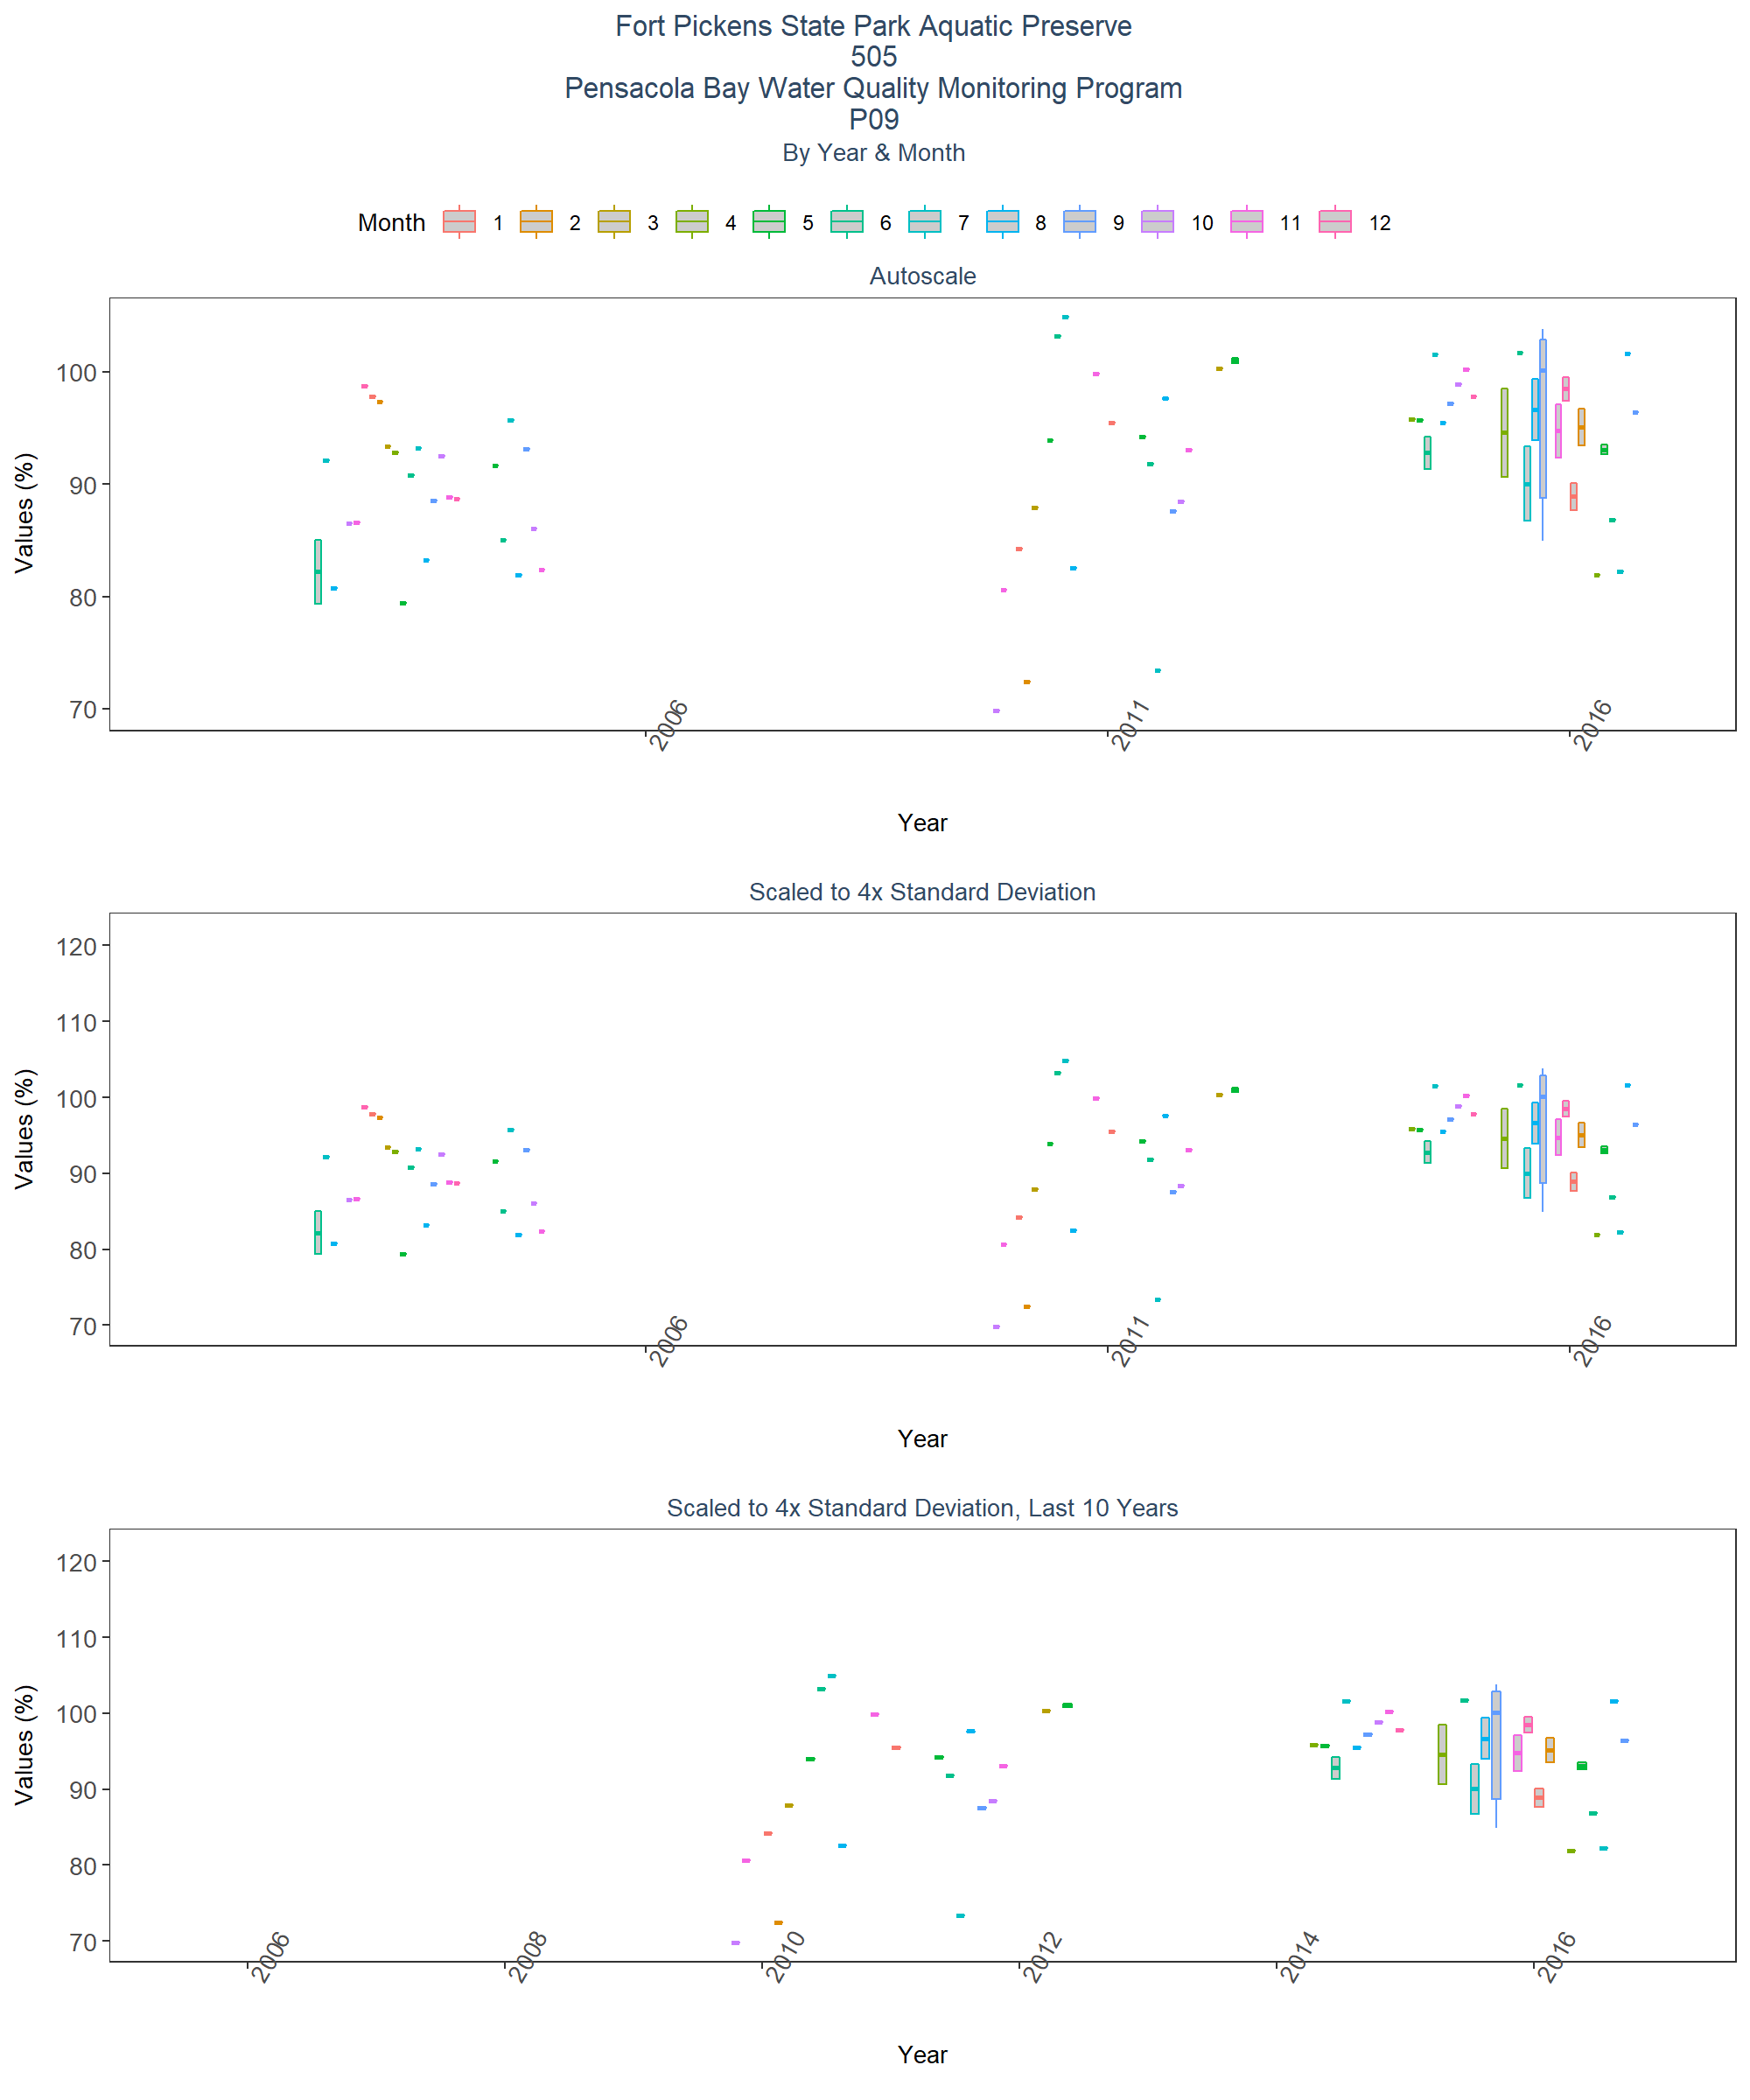 Fort Pickens State Park Aquatic Preserve
505
Pensacola Bay Water Quality Monitoring Program
P09
By Year & Month
Month 1 2 3 4 5 6 7 8 9 10 11 12
Autoscale
Values (%)
100
90
80
70
2006 2011 2016
Year
Scaled to 4x Standard Deviation
Values (%)
120
110
100
90
80
70
2006 2011 2016
Year
Scaled to 4x Standard Deviation, Last 10 Years
Values (%)
120
110
100
90
80
70
2006 2008 2010 2012 2014 2016
Year